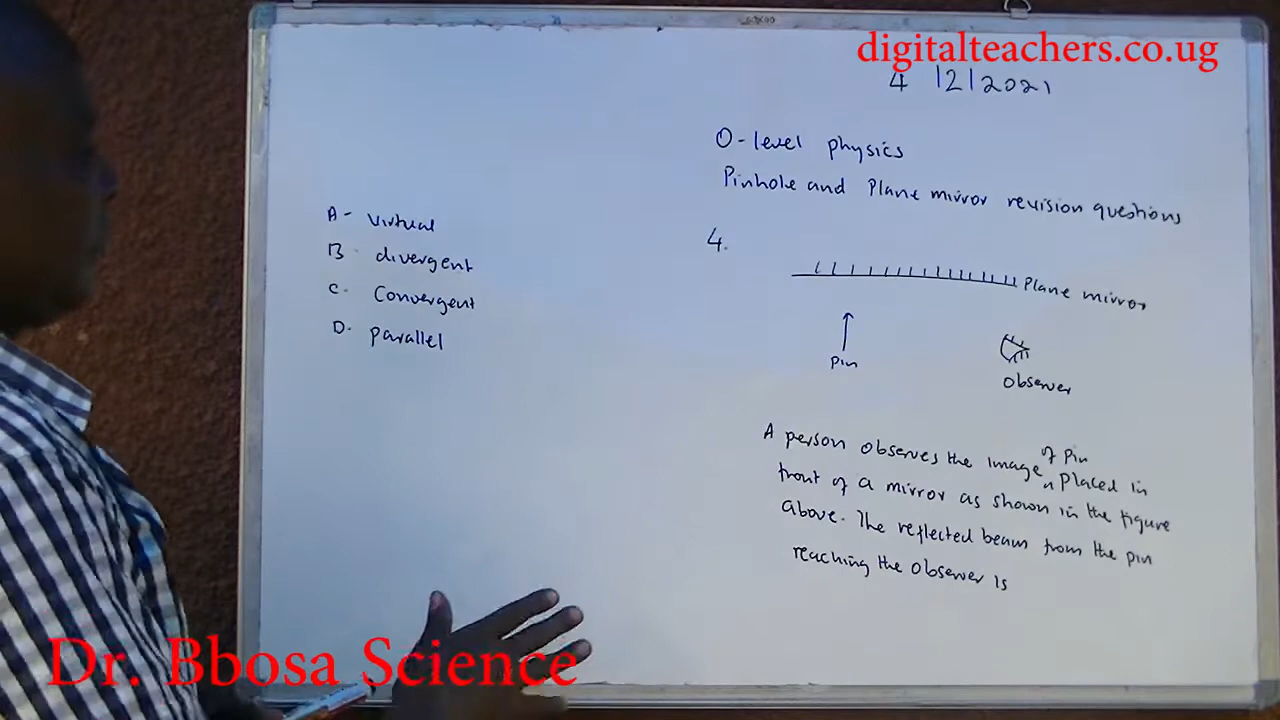 digitalteachers.co.ug
4/12/2021
O-level physics
Pinhole and Plane mirror revision questions
A- virtual
B- divergent
C. Convergent
D. parallel
4.
Plane mirror
Pin
Observer
A person observes the image of pin placed in
front of a mirror as shown in the figure
above. The reflected beam from the pin
reaching the observer is
Dr. Bbosa Science